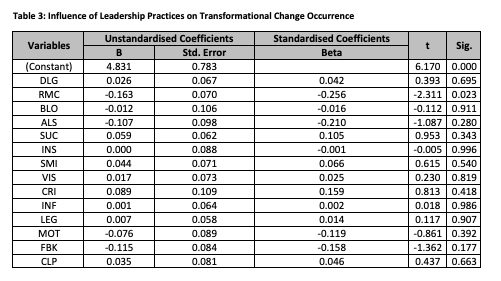 Table 3: Influence of Leadership Practices on Transformational Change Occurrence
Variables Unstandardised Coefficients Standardised Coefficients t Sig.
B Std. Error Beta
(Constant) 4.831 0.783 6.170 0.000
DLG 0.026 0.067 0.042 0.393 0.695
RMC -0.163 0.070 -0.256 -2.311 0.023
BLO -0.012 0.106 -0.016 -0.112 0.911
ALS -0.107 0.098 -0.210 -1.087 0.280
SUC 0.059 0.062 0.105 0.953 0.343
INS 0.000 0.088 -0.001 -0.005 0.996
SMI 0.044 0.071 0.066 0.615 0.540
VIS 0.017 0.073 0.025 0.230 0.819
CRI 0.089 0.109 0.159 0.813 0.418
INF 0.001 0.064 0.002 0.018 0.986
LEG 0.007 0.058 0.014 0.117 0.907
MOT -0.076 0.089 -0.119 -0.861 0.392
FBK -0.115 0.084 -0.158 -1.362 0.177
CLP 0.035 0.081 0.046 0.437 0.663